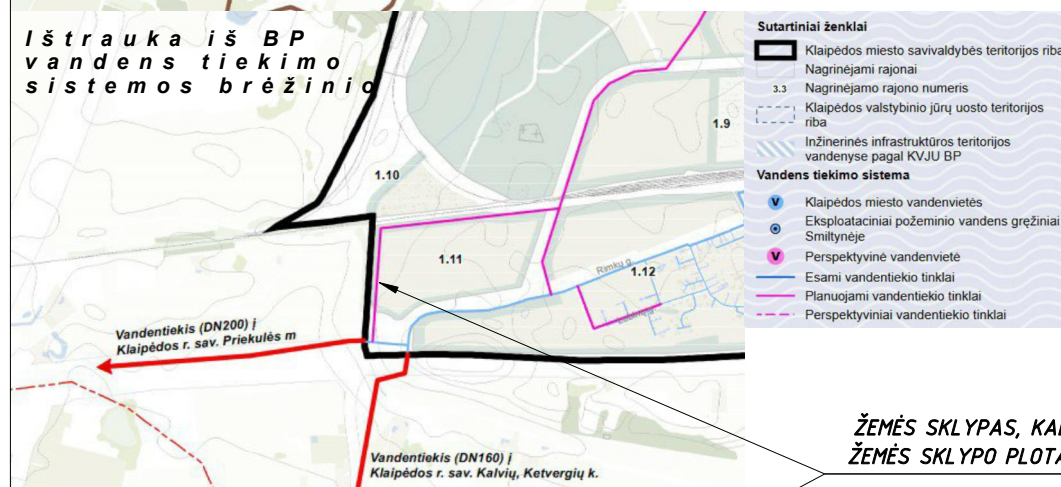 Ištrauka iš BP
vandens tiekimo
sistemos brėžinio
1.10
1.9
1.11
Rimkų g.
1.12
Vandentiekis (DN200) į
Klaipėdos r. sav. Priekulės m
Vandentiekis (DN160) į
Klaipėdos r. sav. Kalvių, Ketvergių k.
Sutartiniai ženklai
Klaipėdos miesto savivaldybės teritorijos riba
Nagrinėjami rajonai
3.3 Nagrinėjamo rajono numeris
Klaipėdos valstybinio jūrų uosto teritorijos
riba
Inžinerinės infrastruktūros teritorijos
vandenyse pagal KVJU BP
Vandens tiekimo sistema
V Klaipėdos miesto vandenvietės
Eksploataciniai požeminio vandens gręžiniai
Smiltynėje
V Perspektyvinė vandenvietė
Esami vandentiekio tinklai
Planuojami vandentiekio tinklai
Perspektyviniai vandentiekio tinklai
ŽEMĖS SKLYPAS, KAD
ŽEMĖS SKLYPO PLOTA